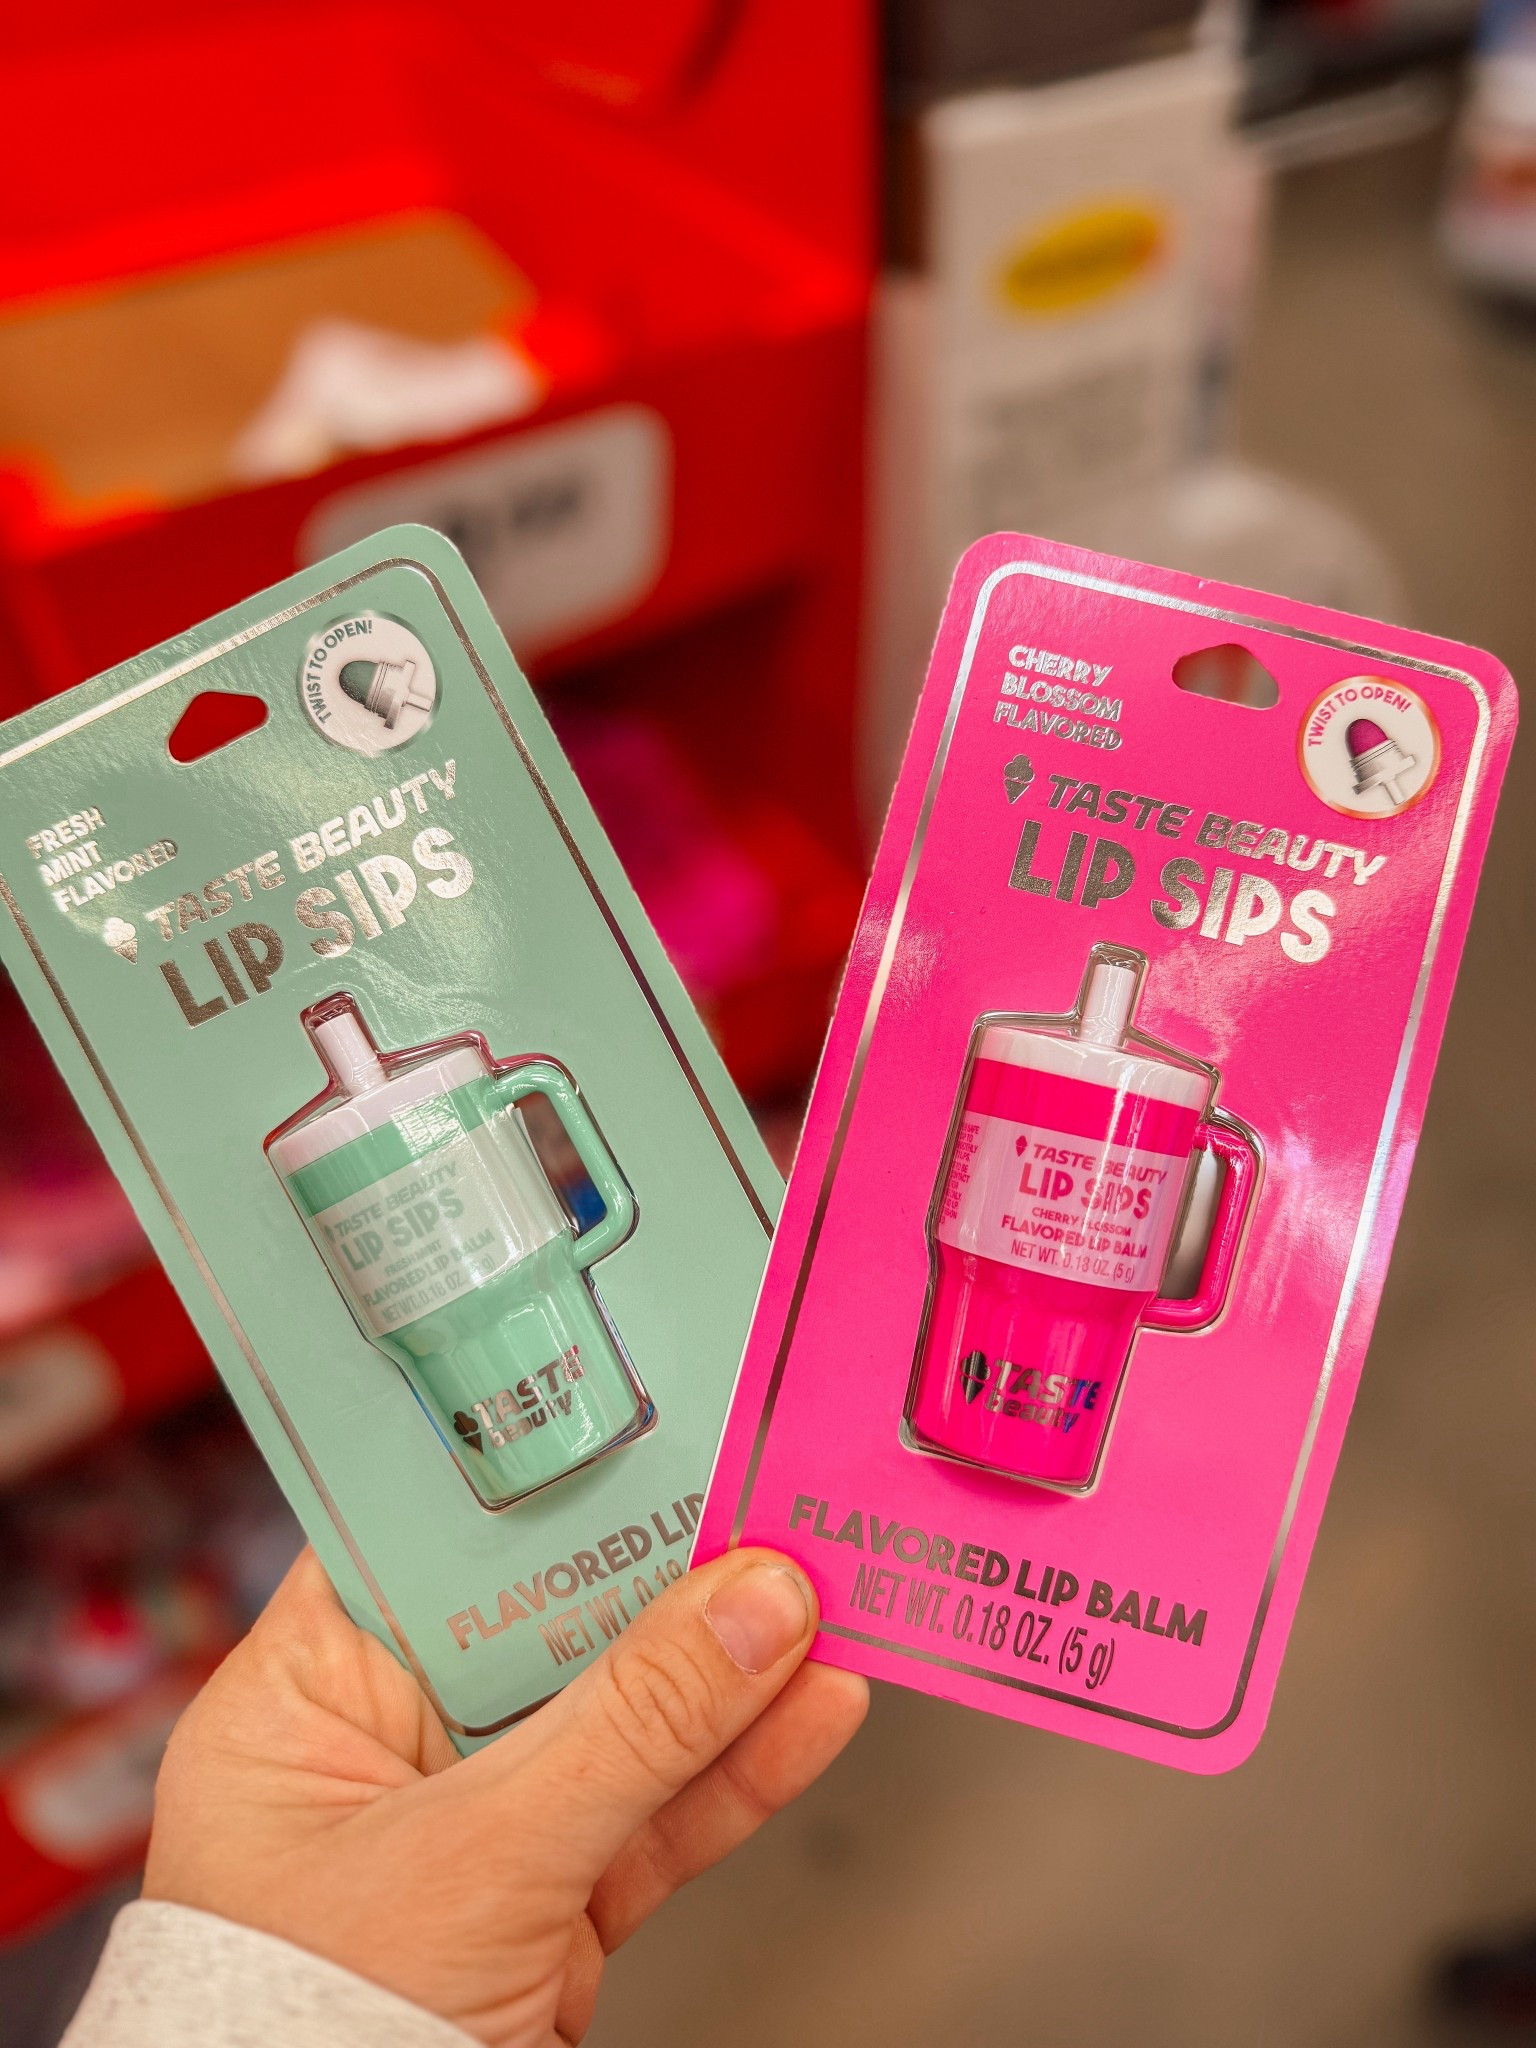 TWIST TO OPEN!
FRESH
MINT
FLAVORED
TASTE BEAUTY
LIP SIPS
TASTE BEAUTY
LIP SIPS
FRESH MINT
FLAVORED LIP BALM
NET WT. 0.18 OZ.
TASTE
beauty
FLAVORED LIP
NET WT. 0.18
CHERRY
BLOSSOM
FLAVORED
TWIST TO OPEN!
TASTE BEAUTY
LIP SIPS
TASTE BEAUTY
LIP SIPS
CHERRY BLOSSOM
FLAVORED LIP BALM
NET WT. 0.18 OZ. (5 g)
TASTE
beauty
FLAVORED LIP BALM
NET WT. 0.18 OZ. (5 g)